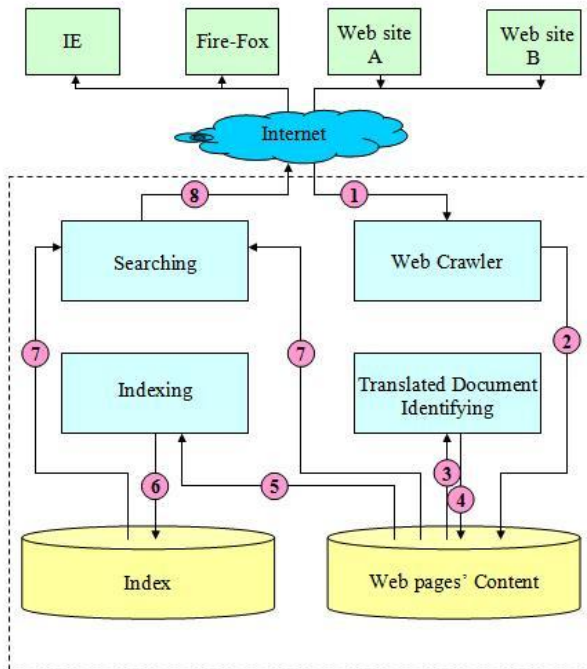 IE
Fire-Fox
Web site
A
Web site
B
Internet
8
1
Searching
Web Crawler
7
7
2
Indexing
Translated Document
Identifying
6
5
3
4
Index
Web pages’ Content